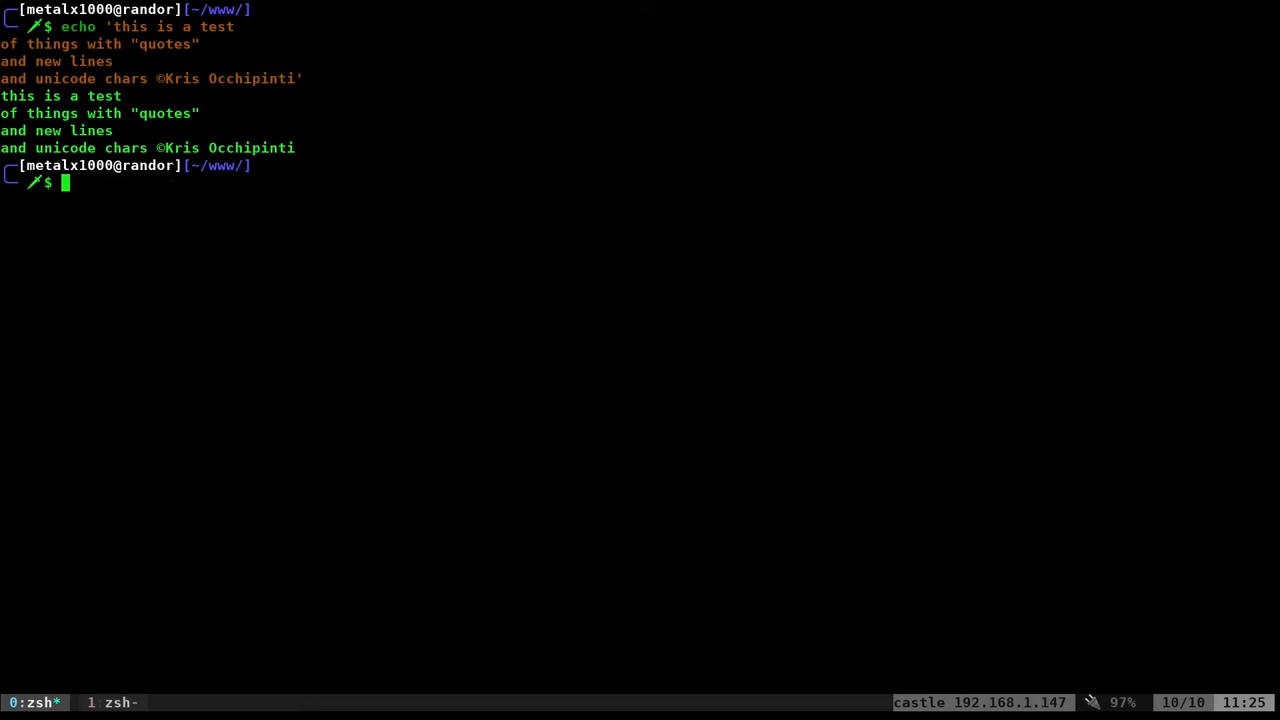 [metalx1000@randor][~/www/]
$ echo 'this is a test
of things with "quotes"
and new lines
and unicode chars ©Kris Occhipinti'
this is a test
of things with "quotes"
and new lines
and unicode chars ©Kris Occhipinti
[metalx1000@randor][~/www/]
$
0:zsh* 1:zsh- castle 192.168.1.147 97% 10/10 11:25